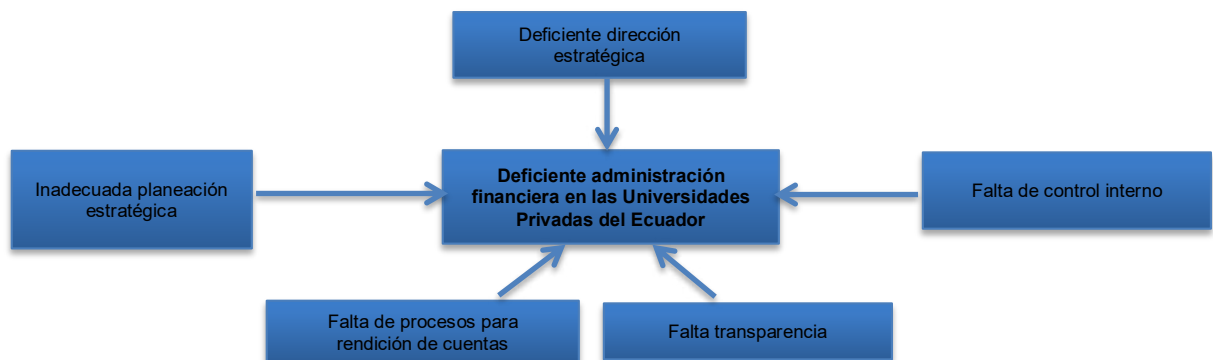 Deficiente dirección
estratégica
Inadecuada planeación
estratégica
Deficiente administración
financiera en las Universidades
Privadas del Ecuador
Falta de control interno
Falta de procesos para
rendición de cuentas
Falta transparencia